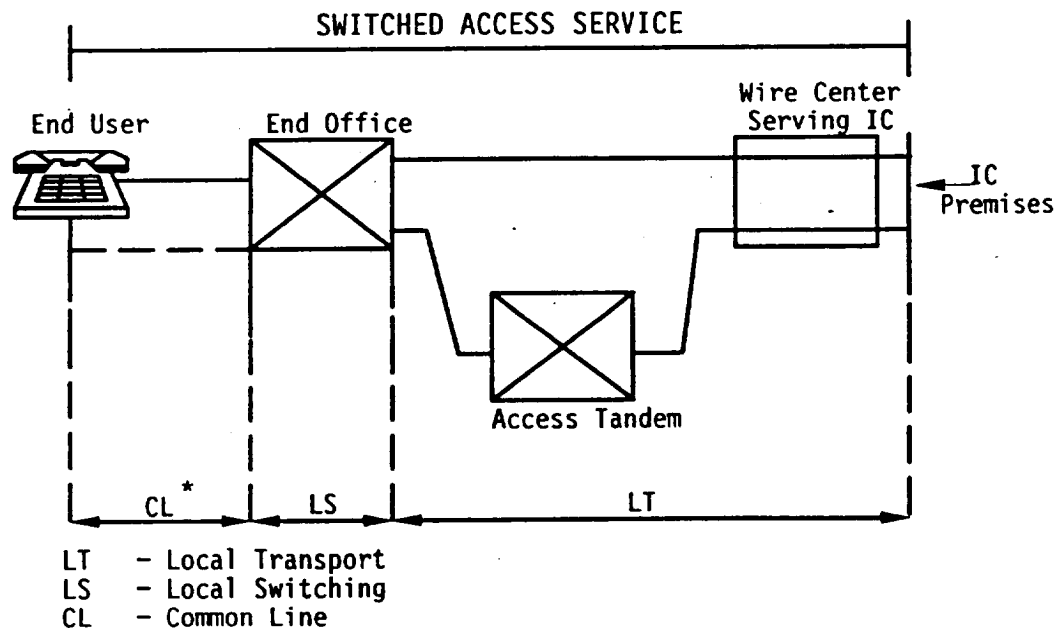 SWITCHED ACCESS SERVICE
Wire Center
Serving IC
End User
End Office
IC
Premises
Access Tandem
CL *
LS
LT
LT - Local Transport
LS - Local Switching
CL - Common Line